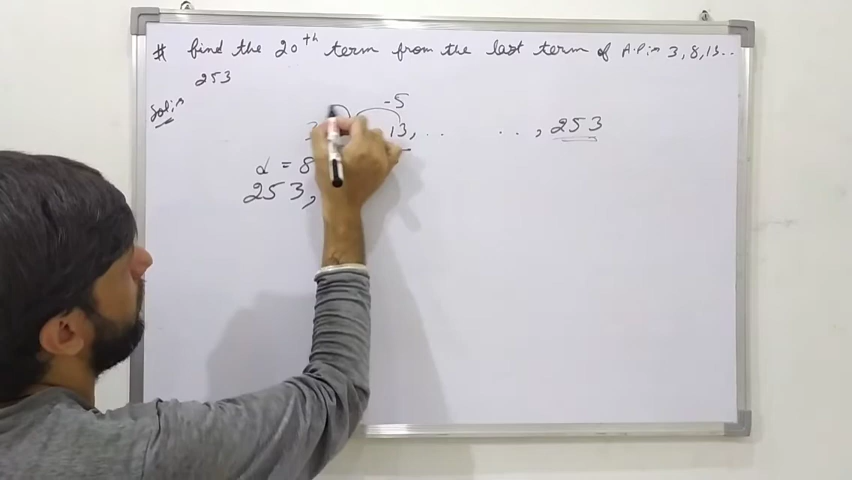 # find the 20th term from the last term of A.P:- 3, 8, 13...
253
Sol:-
-5
3 13, .. .. , 253
d = 8
253,